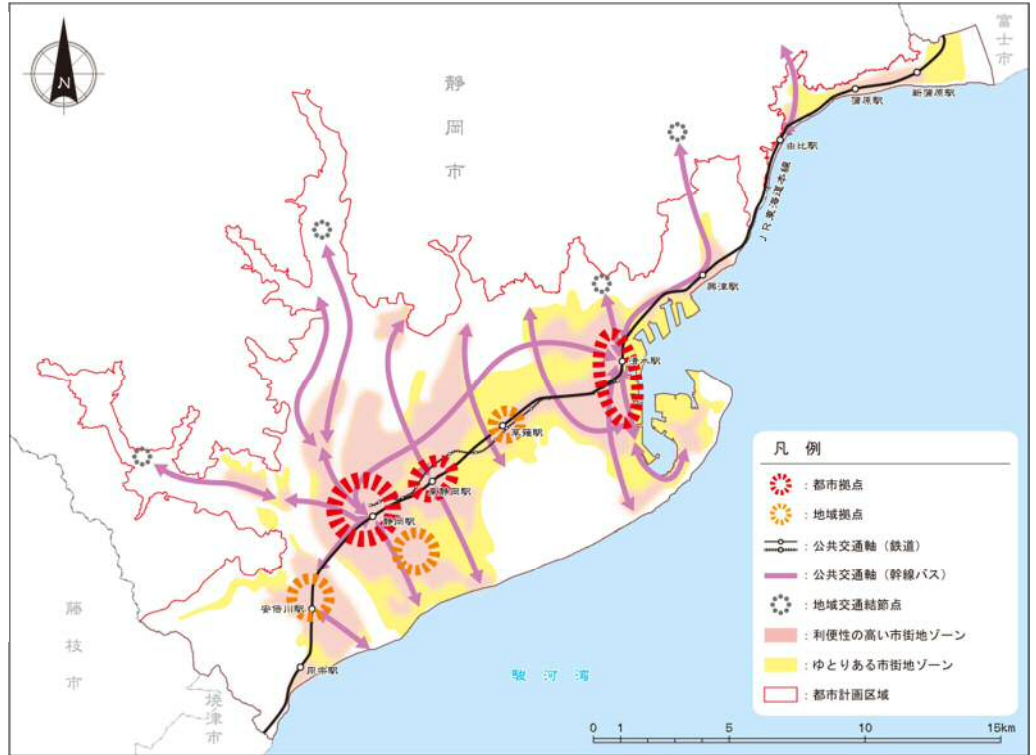 富士市
N
静岡市
新蒲原駅
蒲原駅
由比駅
JR東海道本線
興津駅
清水駅
草薙駅
東静岡駅
静岡駅
安倍川駅
用宗駅
藤枝市
焼津市
駿河湾
凡 例
:都市拠点
:地域拠点
:公共交通軸(鉄道)
:公共交通軸(幹線バス)
:地域交通結節点
:利便性の高い市街地ゾーン
:ゆとりある市街地ゾーン
:都市計画区域
0 1 5 10 15km